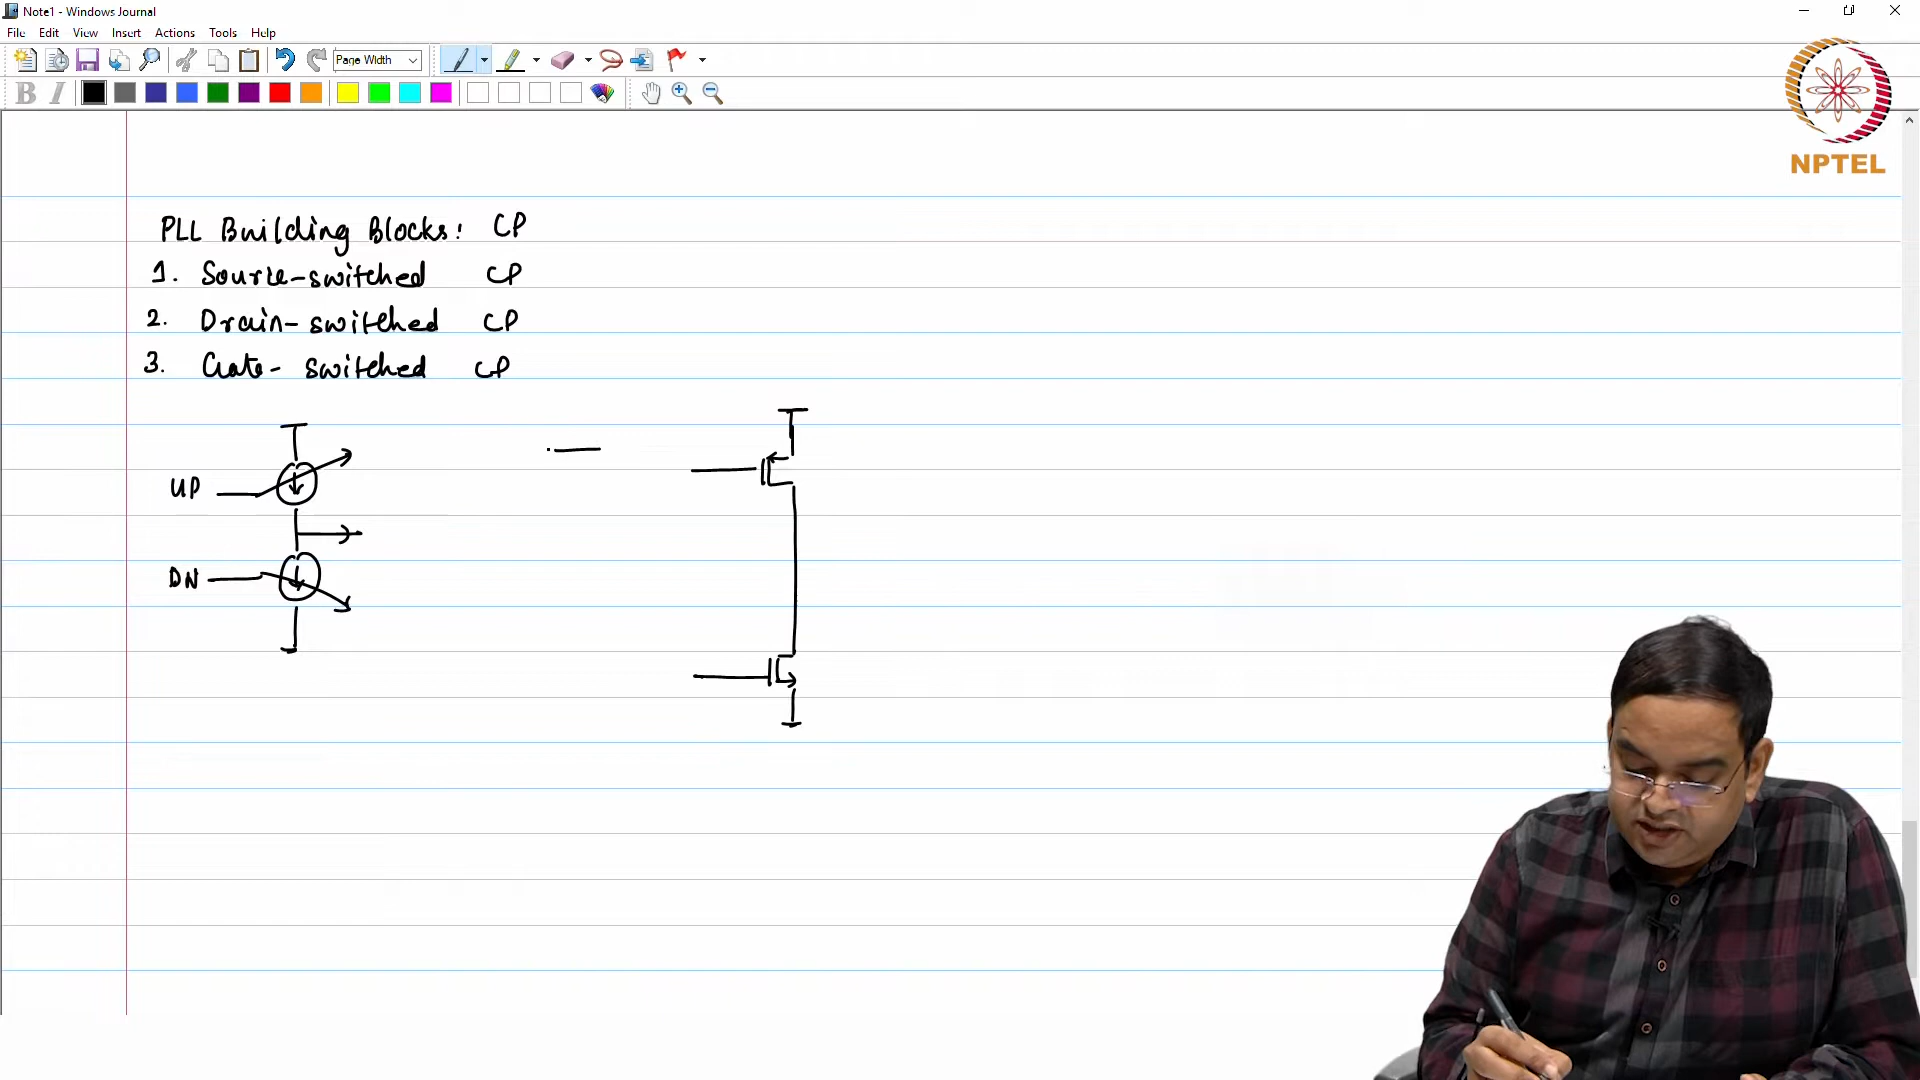 Note1 - Windows Journal
File Edit View Insert Actions Tools Help
Page Width
NPTEL
PLL Building Blocks: CP
1. Source-switched CP
2. Drain-switched CP
3. Gate- switched CP
UP
DN